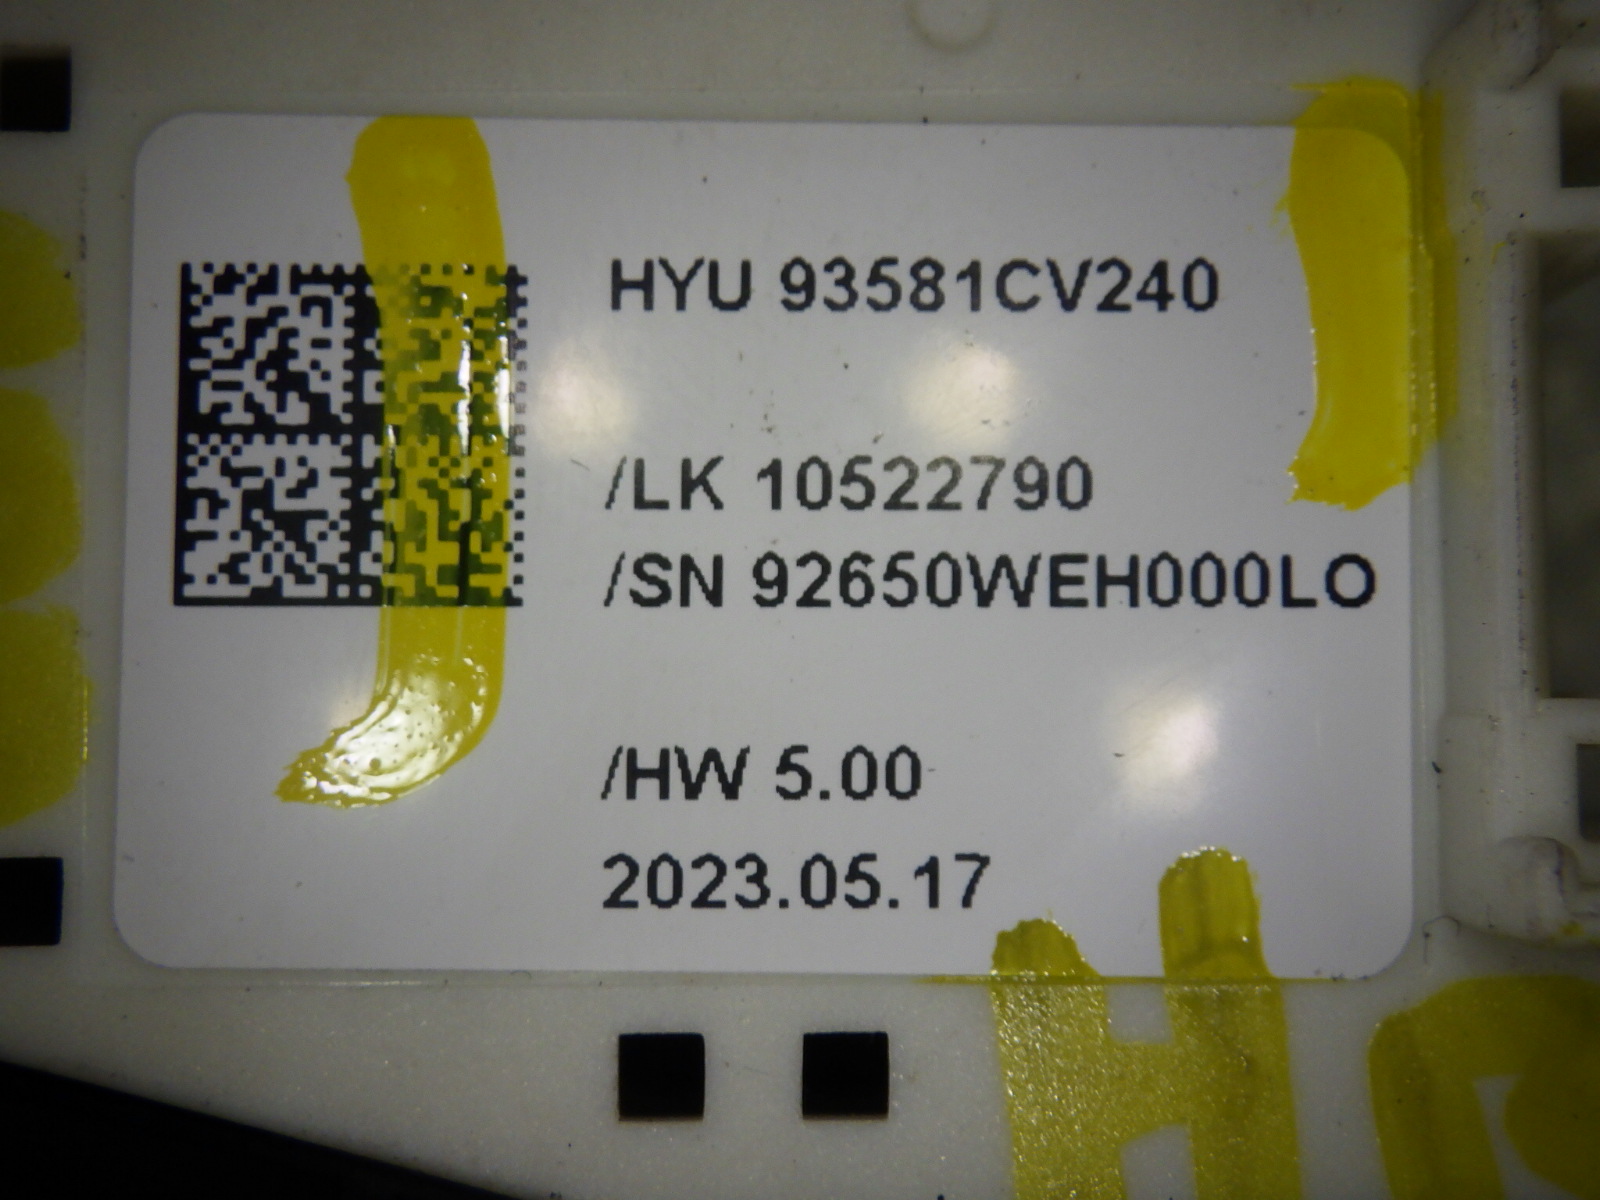 HYU 93581CV240
/LK 10522790
/SN 92650WEH000LO
/HW 5.00
2023.05.17
H